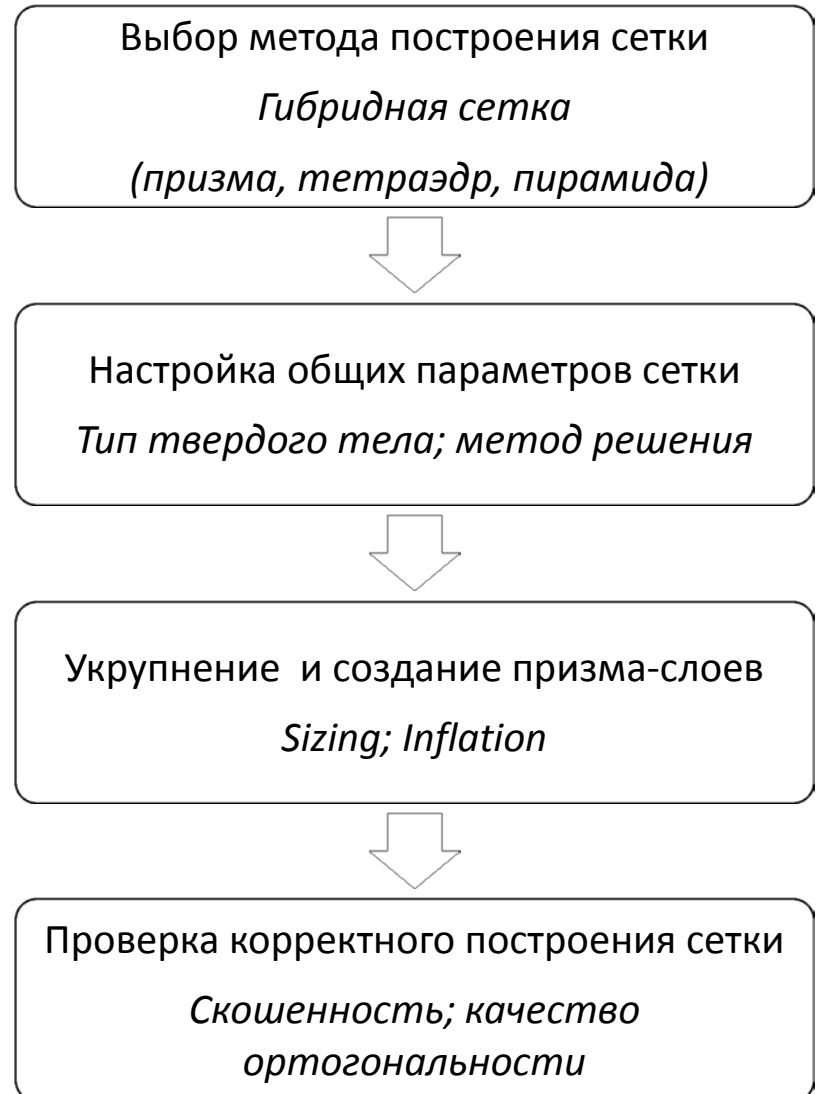 Выбор метода построения сетки
Гибридная сетка
(призма, тетраэдр, пирамида)
Настройка общих параметров сетки
Тип твердого тела; метод решения
Укрупнение  и создание призма-слоев
Sizing; Inflation
Проверка корректного построения сетки
Скошенность; качество
ортогональности